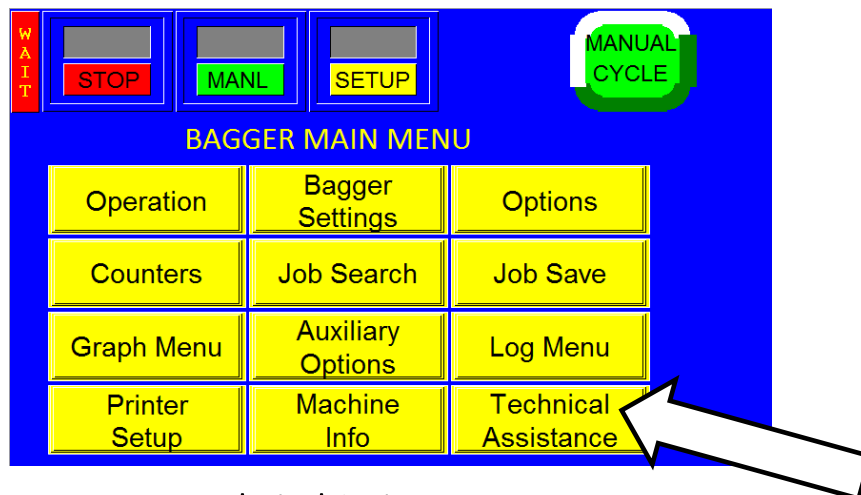 WAIT
STOP
MANL
SETUP
MANUAL
CYCLE
BAGGER MAIN MENU
Operation
Bagger
Settings
Options
Counters
Job Search
Job Save
Graph Menu
Auxiliary
Options
Log Menu
Printer
Setup
Machine
Info
Technical
Assistance